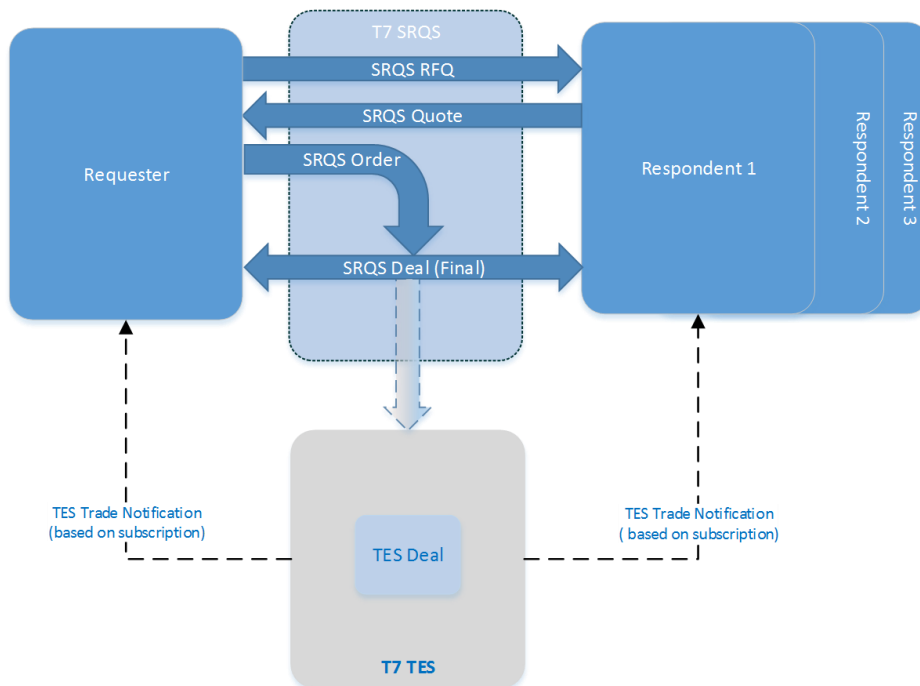 T7 SRQS
SRQS RFQ
SRQS Quote
SRQS Order
Requester
Respondent 1
Respondent 2
Respondent 3
SRQS Deal (Final)
TES Trade Notification
(based on subscription)
TES Trade Notification
( based on subscription)
TES Deal
T7 TES